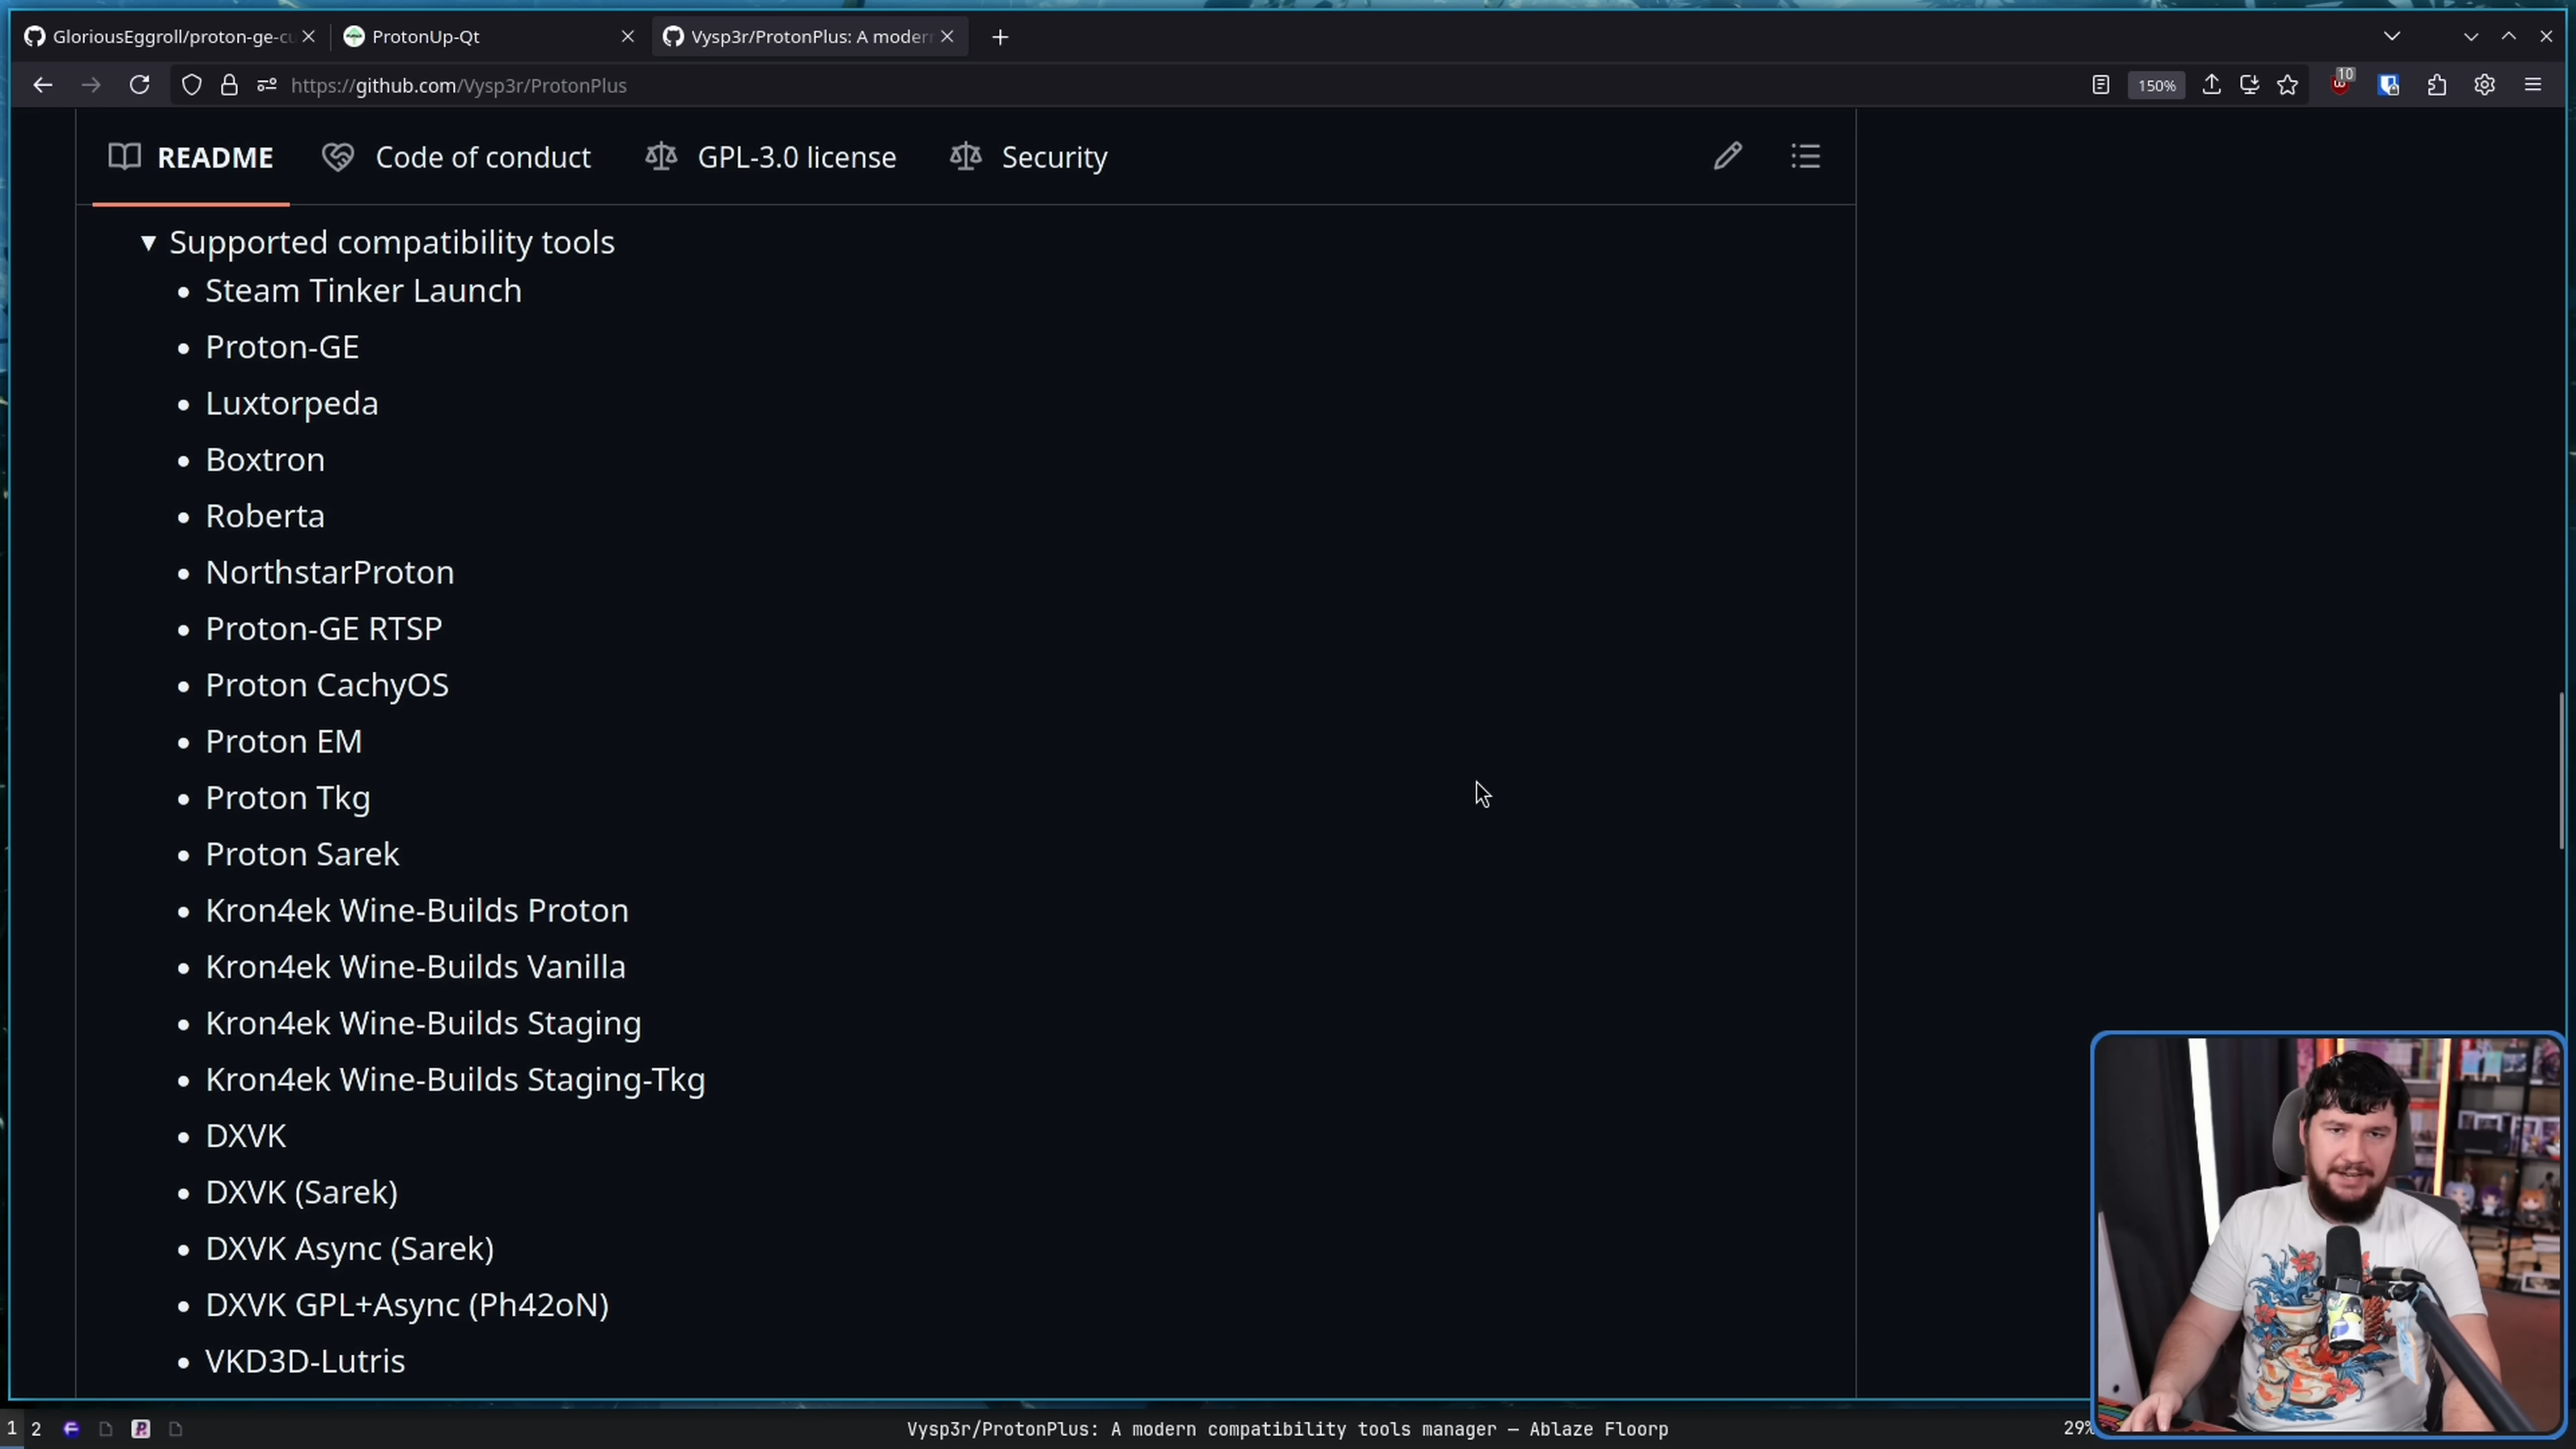 GloriousEggroll/proton-ge-cu
ProtonUp-Qt
Vysp3r/ProtonPlus: A modern
https://github.com/Vysp3r/ProtonPlus
150%
10
README
Code of conduct
GPL-3.0 license
Security
▼ Supported compatibility tools
• Steam Tinker Launch
• Proton-GE
• Luxtorpeda
• Boxtron
• Roberta
• NorthstarProton
• Proton-GE RTSP
• Proton CachyOS
• Proton EM
• Proton Tkg
• Proton Sarek
• Kron4ek Wine-Builds Proton
• Kron4ek Wine-Builds Vanilla
• Kron4ek Wine-Builds Staging
• Kron4ek Wine-Builds Staging-Tkg
• DXVK
• DXVK (Sarek)
• DXVK Async (Sarek)
• DXVK GPL+Async (Ph42oN)
• VKD3D-Lutris
1 2
Vysp3r/ProtonPlus: A modern compatibility tools manager — Ablaze Floorp
29%